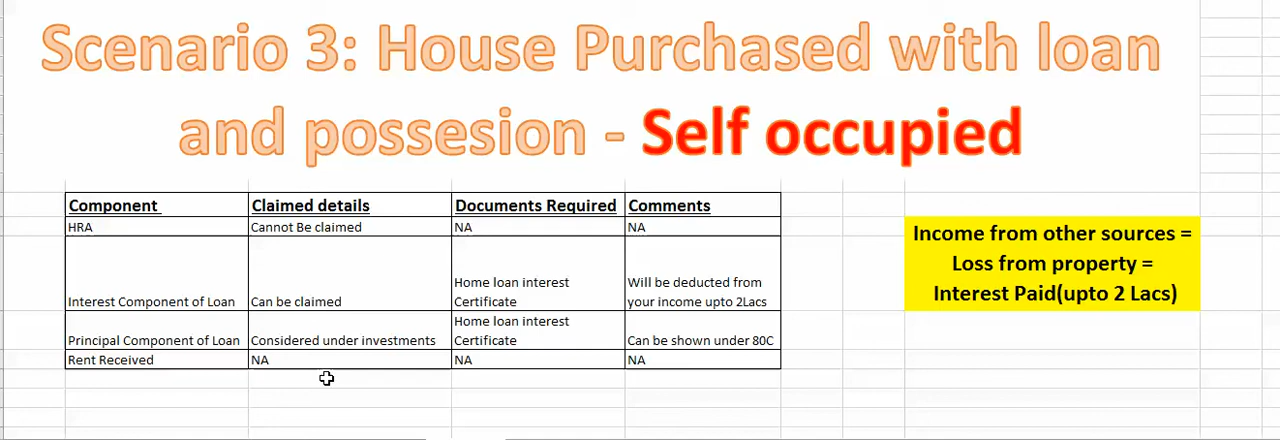 Scenario 3: House Purchased with loan
and possesion - Self occupied
Component Claimed details Documents Required Comments
HRA Cannot Be claimed NA NA
Interest Component of Loan Can be claimed Home loan interest Certificate Will be deducted from your income upto 2Lacs
Principal Component of Loan Considered under investments Home loan interest Certificate Can be shown under 80C
Rent Received NA NA NA
Income from other sources =
Loss from property =
Interest Paid(upto 2 Lacs)